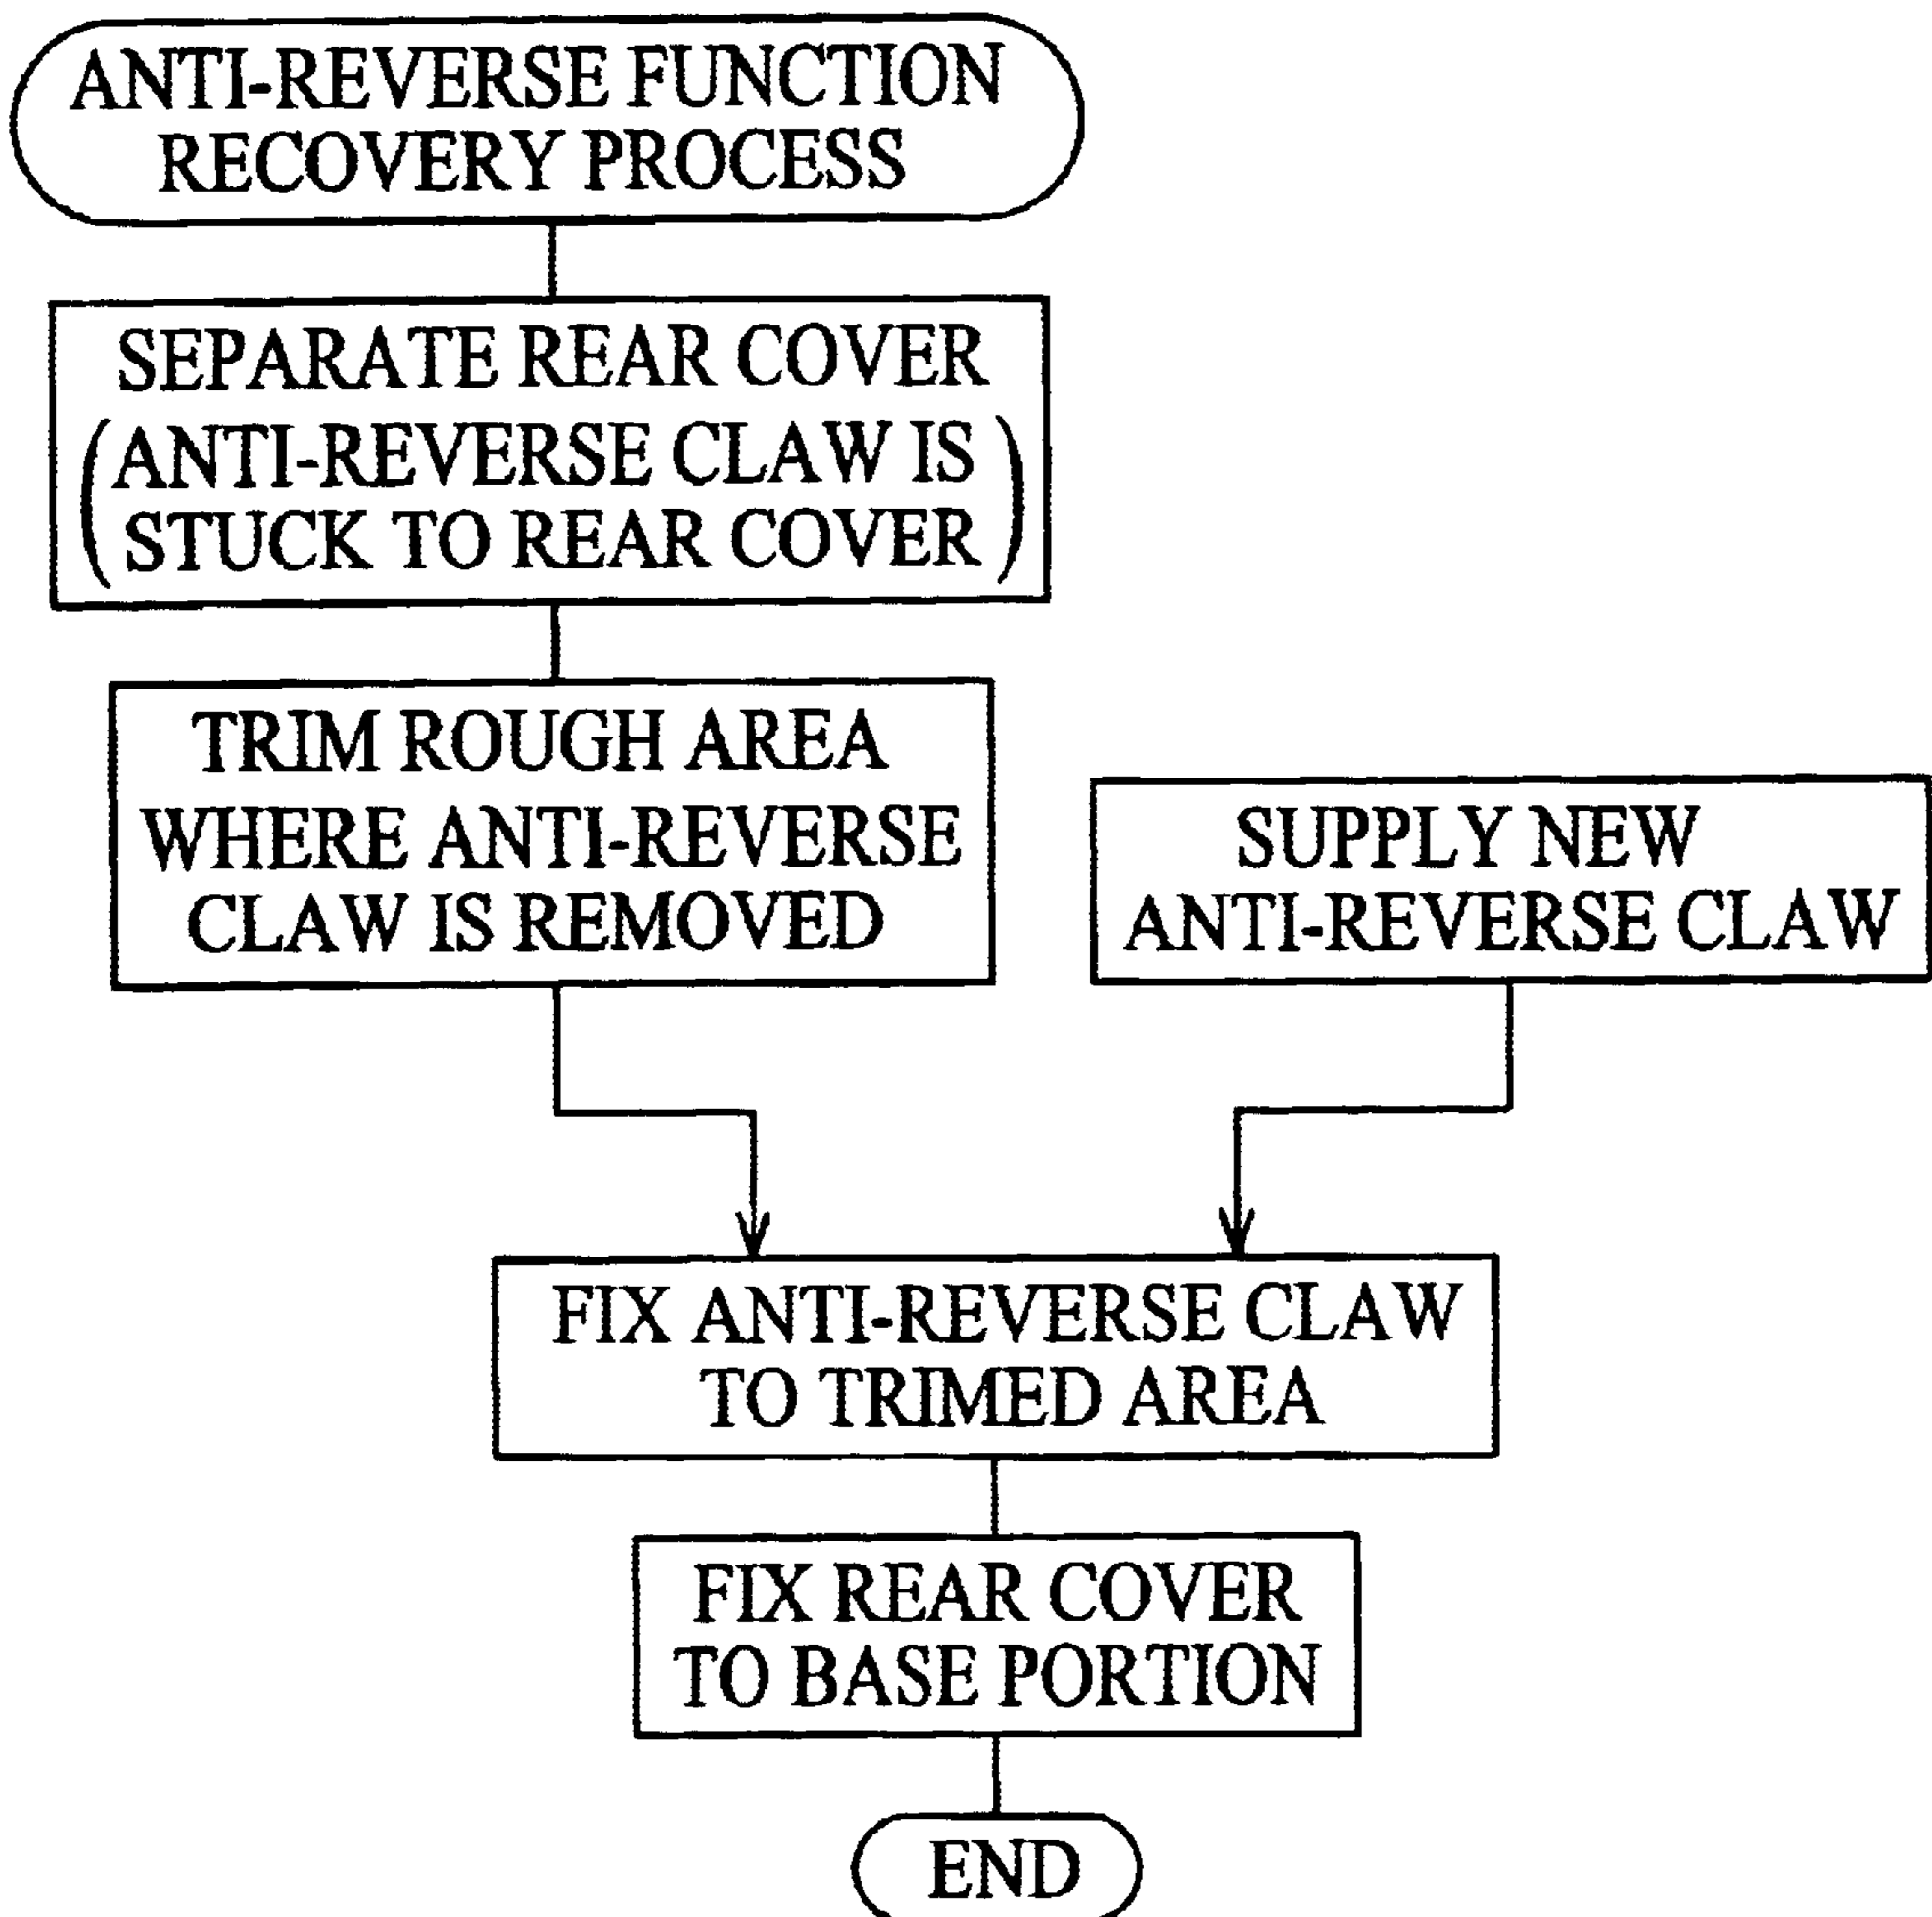 ANTI-REVERSE FUNCTION
RECOVERY PROCESS
SEPARATE REAR COVER
(ANTI-REVERSE CLAW IS
STUCK TO REAR COVER)
TRIM ROUGH AREA
WHERE ANTI-REVERSE
CLAW IS REMOVED
SUPPLY NEW
ANTI-REVERSE CLAW
FIX ANTI-REVERSE CLAW
TO TRIMED AREA
FIX REAR COVER
TO BASE PORTION
END